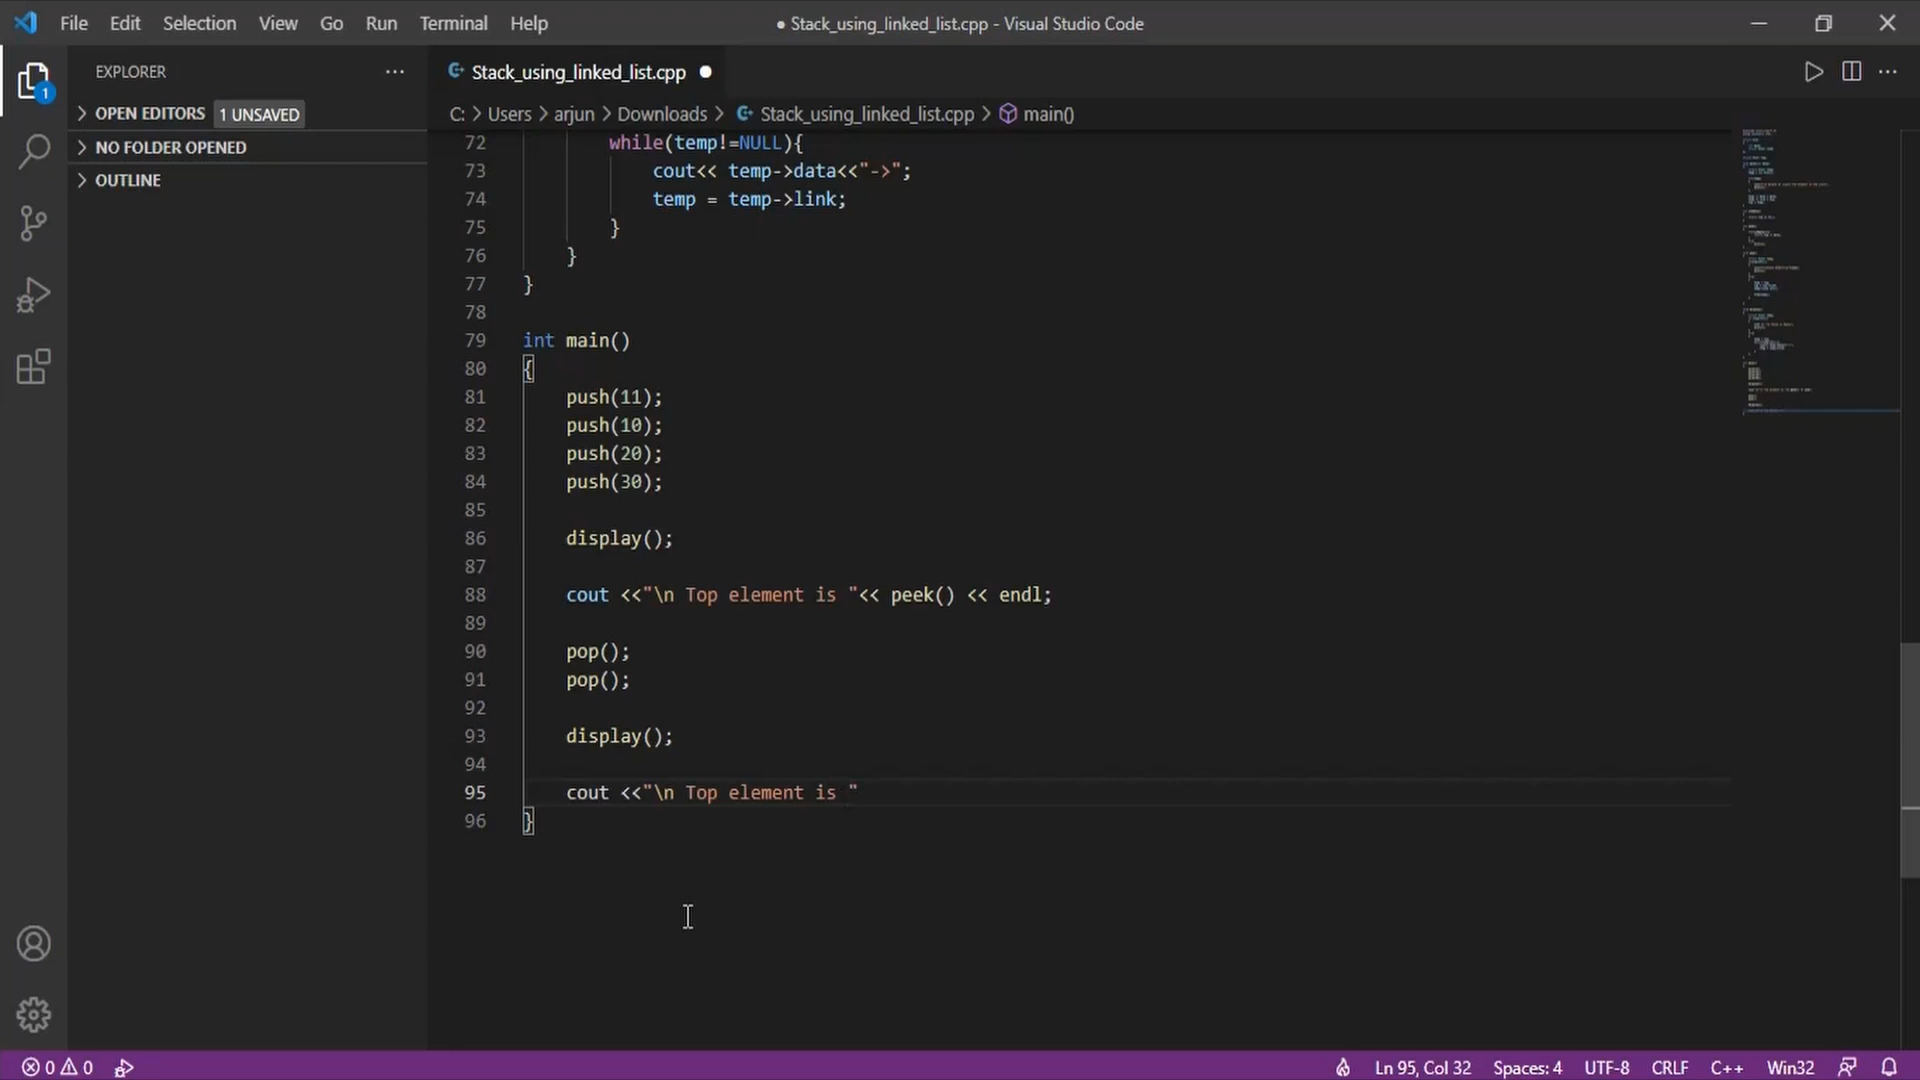 File Edit Selection View Go Run Terminal Help
● Stack_using_linked_list.cpp - Visual Studio Code
EXPLORER
1
OPEN EDITORS 1 UNSAVED
NO FOLDER OPENED
OUTLINE
Stack_using_linked_list.cpp ●
C: > Users > arjun > Downloads > Stack_using_linked_list.cpp > main()
72 while(temp!=NULL){
73 cout<< temp->data<<"->";
74 temp = temp->link;
75 }
76 }
77 }
78
79 int main()
80 {
81 push(11);
82 push(10);
83 push(20);
84 push(30);
85
86 display();
87
88 cout <<"\n Top element is "<< peek() << endl;
89
90 pop();
91 pop();
92
93 display();
94
95 cout <<"\n Top element is "
96 }
0 0
Ln 95, Col 32 Spaces: 4 UTF-8 CRLF C++ Win32